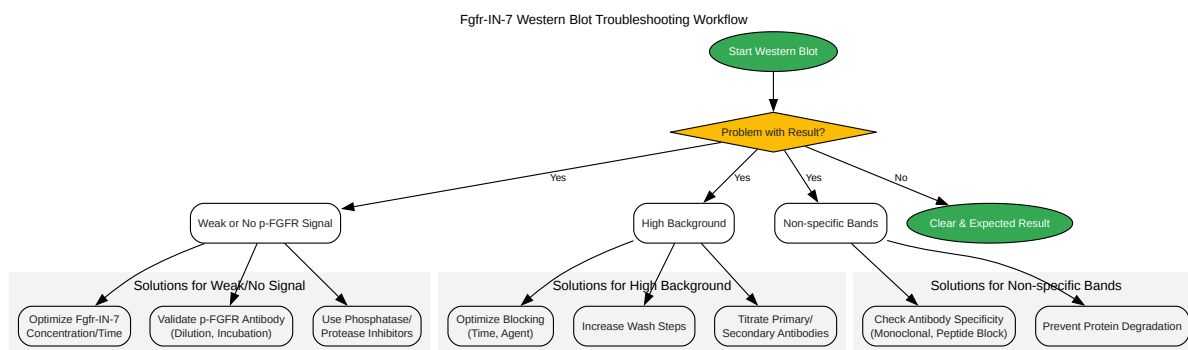 Fgfr-IN-7 Western Blot Troubleshooting Workflow
Start Western Blot
Problem with Result?
Yes
Yes
Yes
No
Weak or No p-FGFR Signal
High Background
Non-specific Bands
Clear & Expected Result
Solutions for Weak/No Signal
Solutions for High Background
Solutions for Non-specific Bands
Optimize Fgfr-IN-7
Concentration/Time
Validate p-FGFR Antibody
(Dilution, Incubation)
Use Phosphatase/
Protease Inhibitors
Optimize Blocking
(Time, Agent)
Increase Wash Steps
Titrate Primary/
Secondary Antibodies
Check Antibody Specificity
(Monoclonal, Peptide Block)
Prevent Protein Degradation